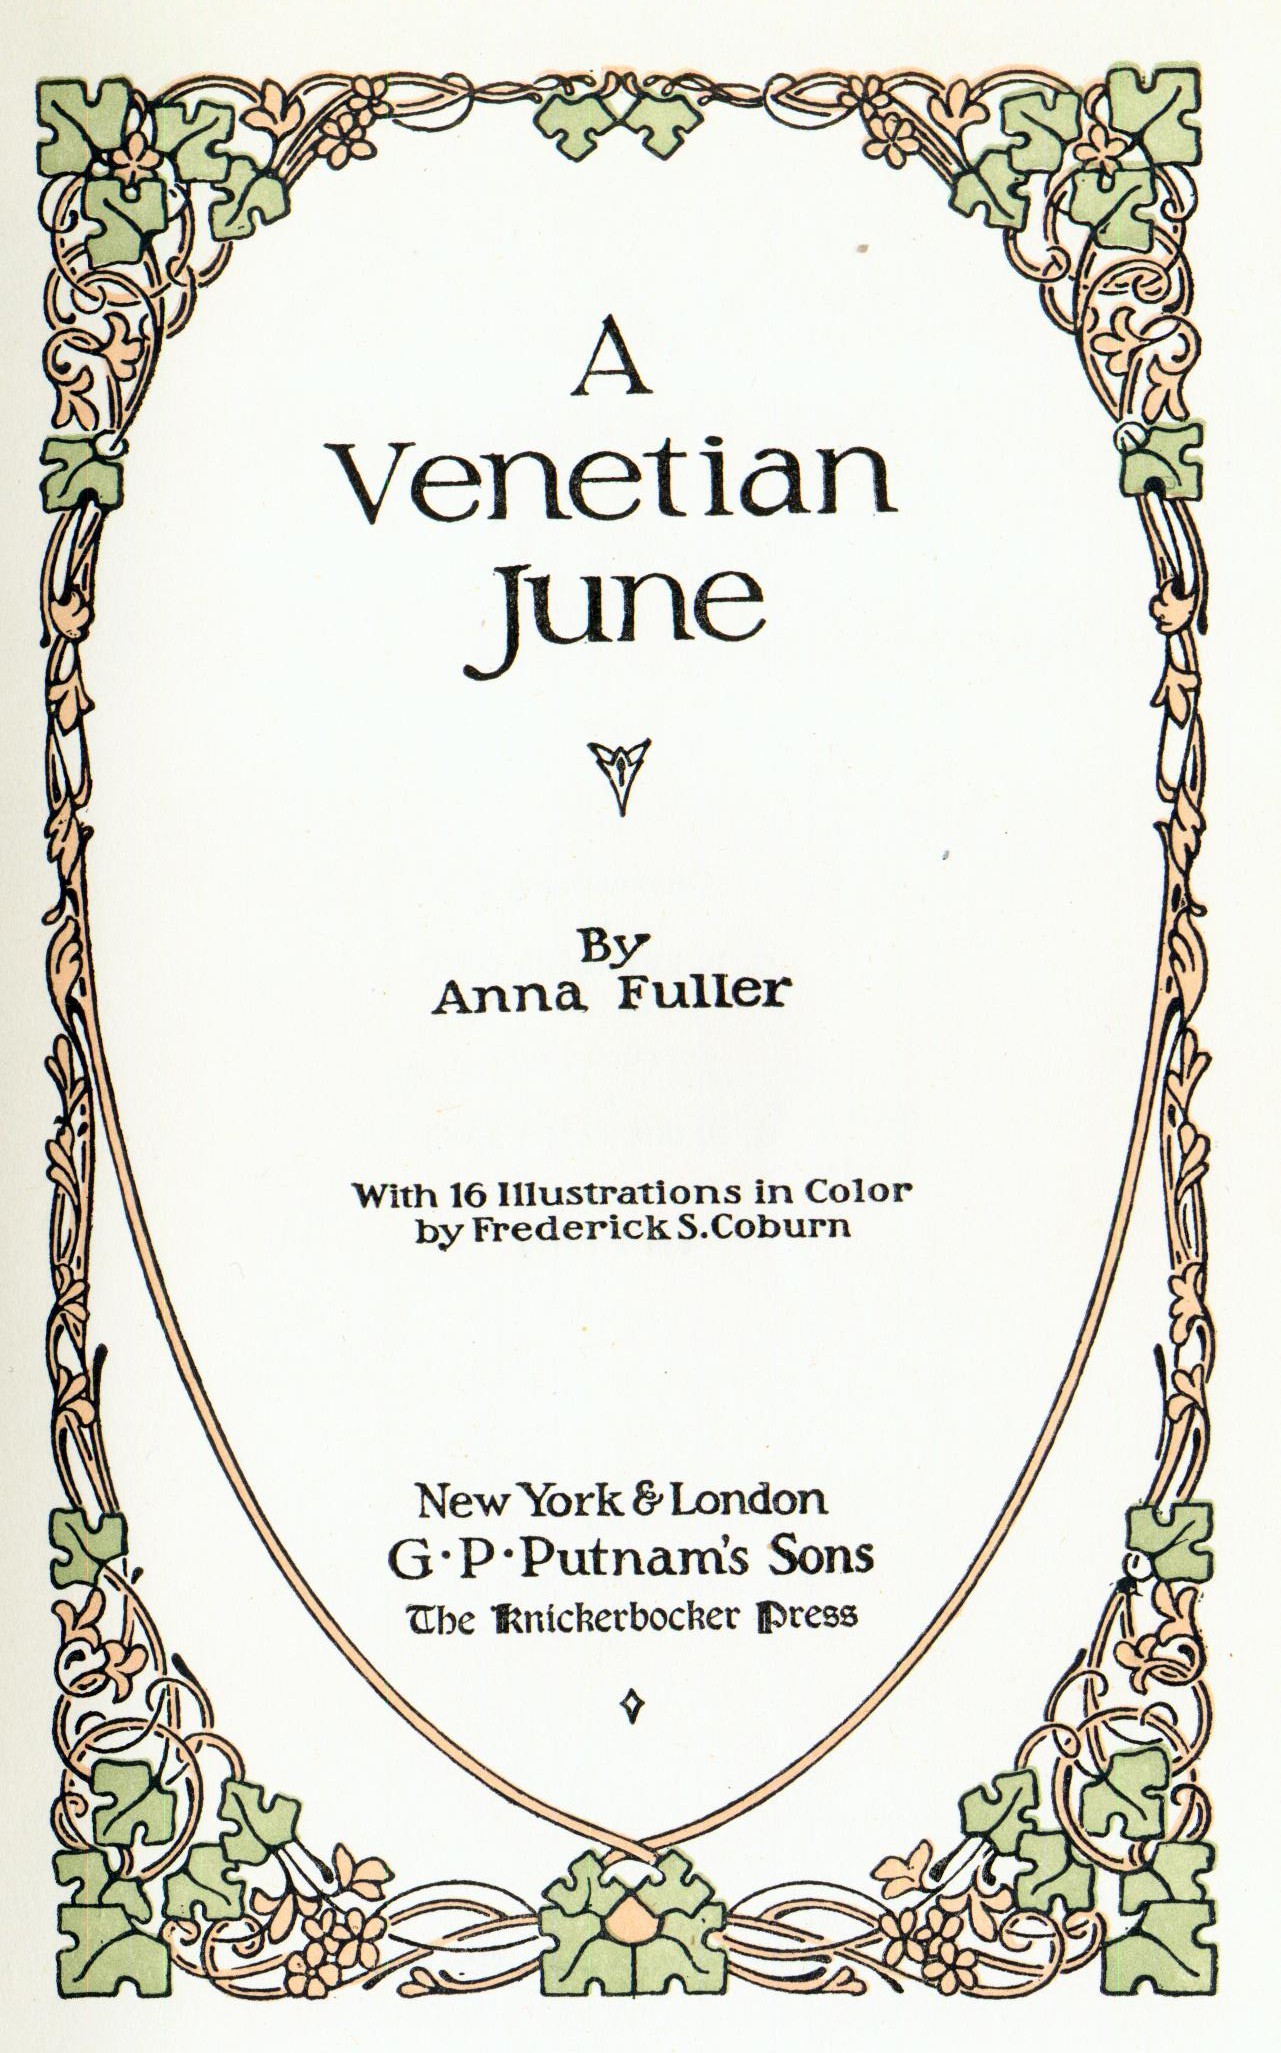 A
Venetian
June
By
Anna Fuller
With 16 Illustrations in Color
by Frederick S. Coburn
New York & London
G·P·Putnam's Sons
The Knickerbocker Press